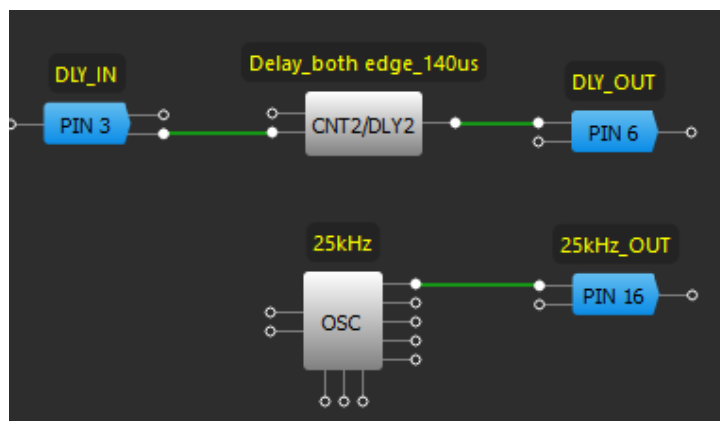 DLY_IN
Delay_both edge_140us
DLY_OUT
PIN 3
CNT2/DLY2
PIN 6
25kHz
25kHz_OUT
OSC
PIN 16